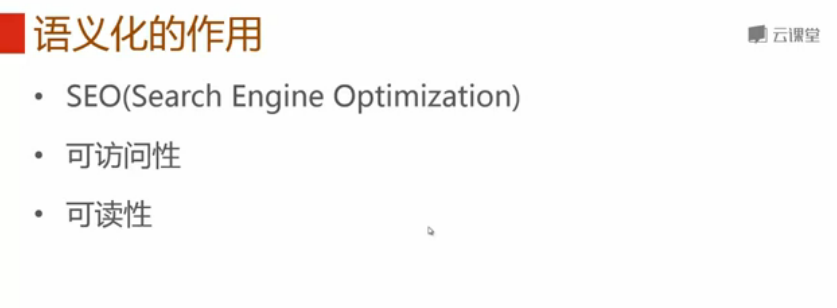 语义化的作用
云课堂
• SEO(Search Engine Optimization)
• 可访问性
• 可读性